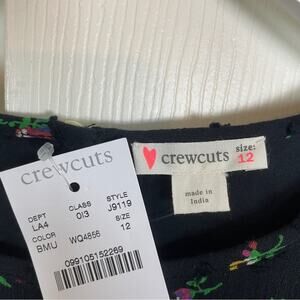 crewcuts
size:
12
made in
India
crewcuts
DEPT CLASS STYLE
LA4 013 J9119
COLOR SIZE
BMU WQ4856 12
099105152269